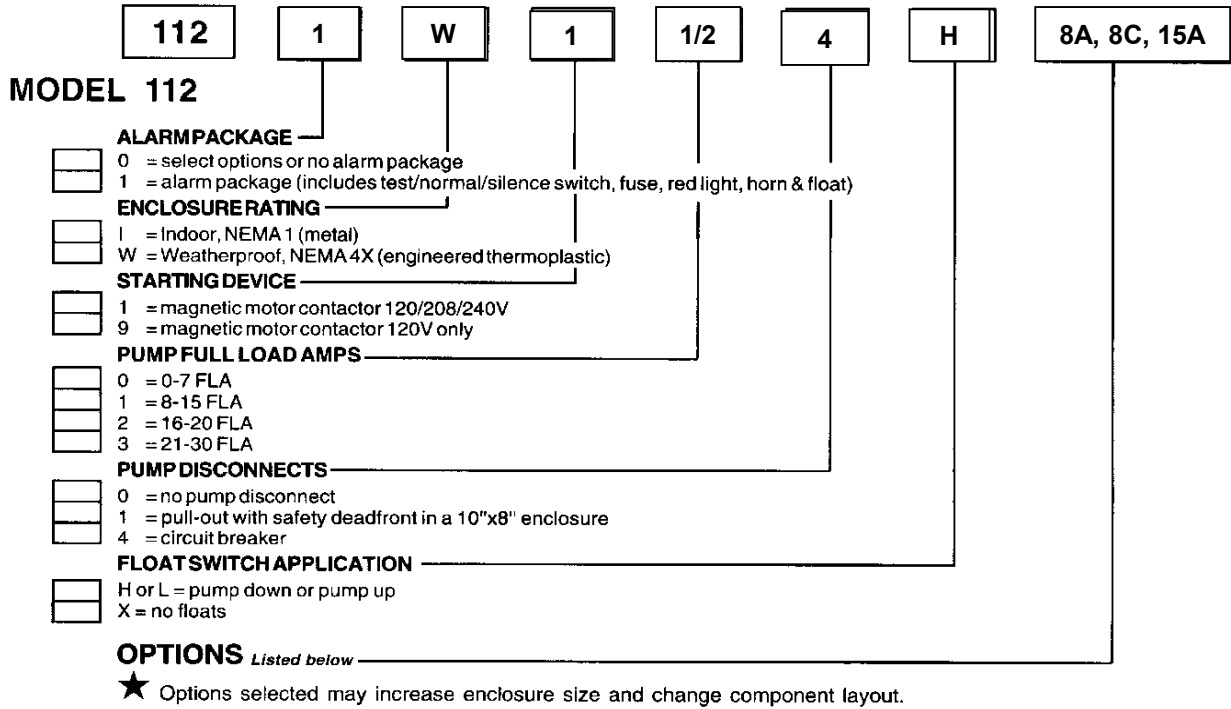 112 1 W 1 1/2 4 H 8A, 8C, 15A
MODEL 112
ALARM PACKAGE
0 = select options or no alarm package
1 = alarm package (includes test/normal/silence switch, fuse, red light, horn & float)
ENCLOSURE RATING
I = Indoor, NEMA 1 (metal)
W = Weatherproof, NEMA 4X (engineered thermoplastic)
STARTING DEVICE
1 = magnetic motor contactor 120/208/240V
9 = magnetic motor contactor 120V only
PUMP FULL LOAD AMPS
0 = 0-7 FLA
1 = 8-15 FLA
2 = 16-20 FLA
3 = 21-30 FLA
PUMP DISCONNECTS
0 = no pump disconnect
1 = pull-out with safety deadfront in a 10"x8" enclosure
4 = circuit breaker
FLOAT SWITCH APPLICATION
H or L = pump down or pump up
X = no floats
OPTIONS Listed below
★ Options selected may increase enclosure size and change component layout.